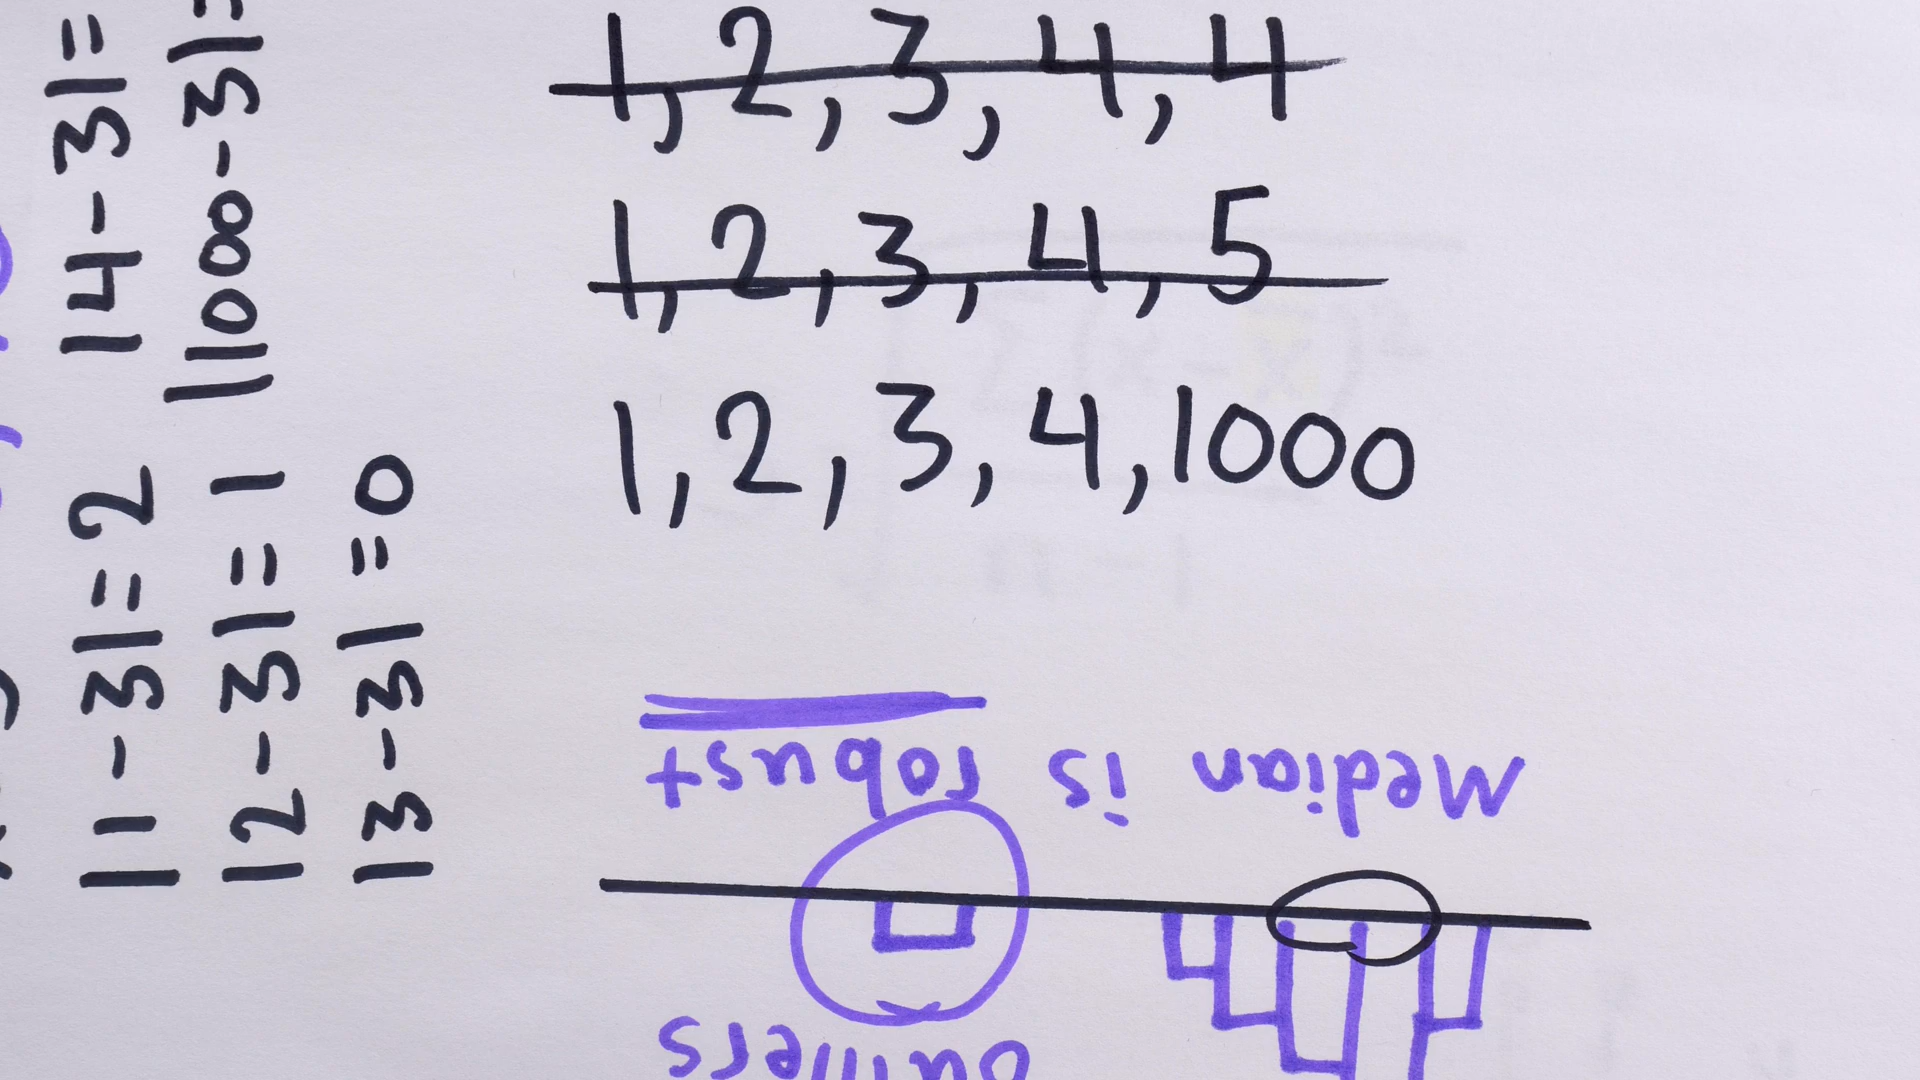 1, 2, 3, 4, 4
1, 2, 3, 4, 5
1, 2, 3, 4, 1000
|1-3|=2
|2-3|=1
|3-3|=0
|4-3|=
|1000-3|=
Median is robust
outliers